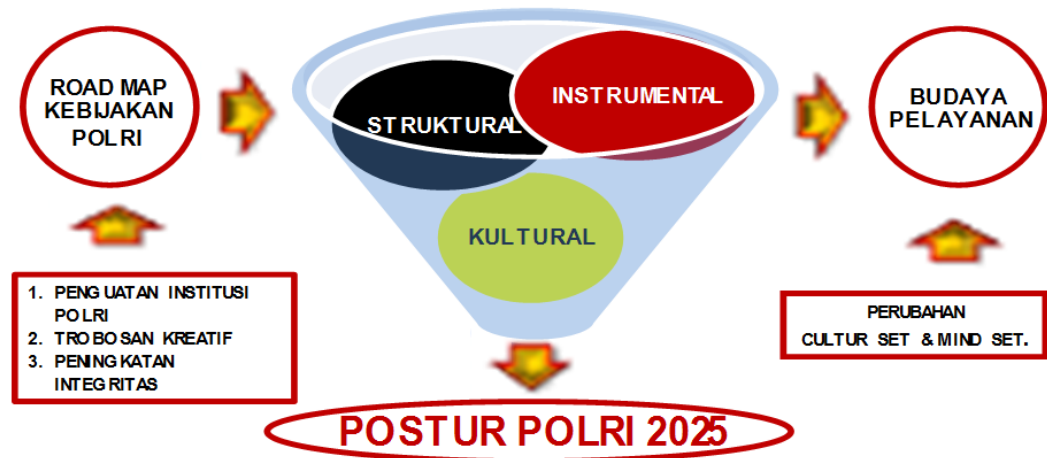 ROAD MAP
KEBIJAKAN
POLRI
STRUKTURAL
INSTRUMENTAL
KULTURAL
BUDAYA
PELAYANAN
1. PENGUATAN INSTITUSI
POLRI
2. TROBOSAN KREATIF
3. PENINGKATAN
INTEGRITAS
PERUBAHAN
CULTUR SET & MIND SET.
POSTUR POLRI 2025